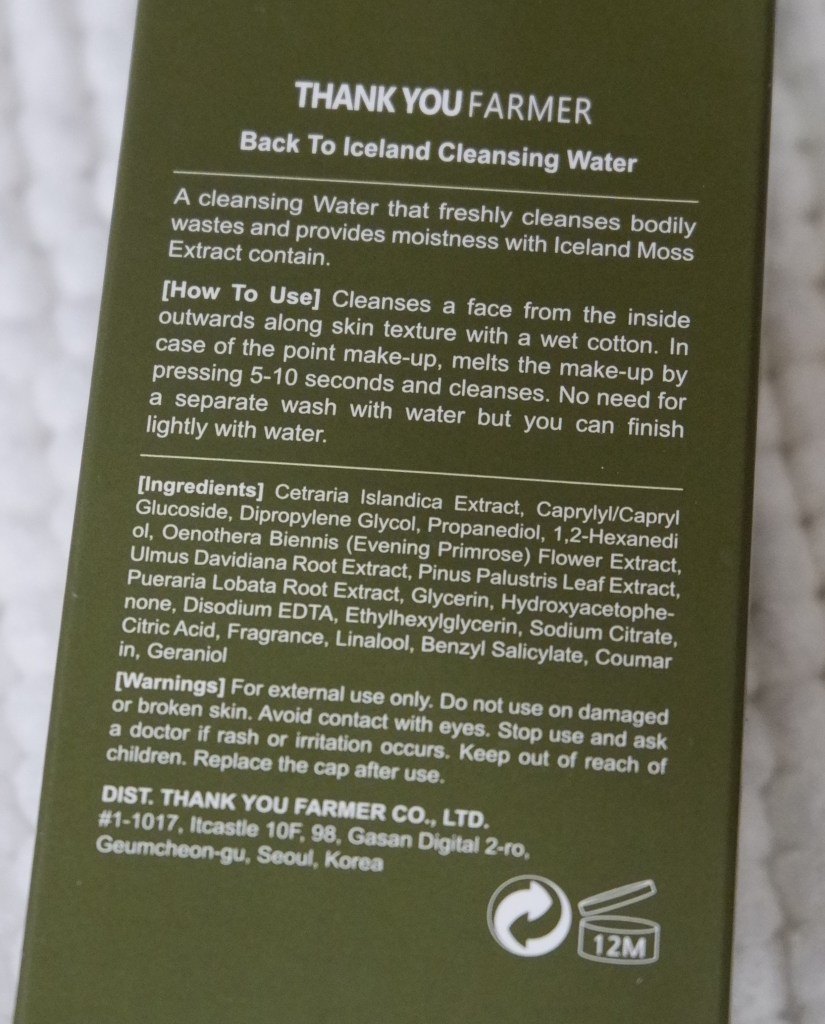 THANK YOU FARMER
Back To Iceland Cleansing Water
A cleansing Water that freshly cleanses bodily
wastes and provides moistness with Iceland Moss
Extract contain.
[How To Use] Cleanses a face from the inside
outwards along skin texture with a wet cotton. In
case of the point make-up, melts the make-up by
pressing 5-10 seconds and cleanses. No need for
a separate wash with water but you can finish
lightly with water.
[Ingredients] Cetraria Islandica Extract, Caprylyl/Capryl
Glucoside, Dipropylene Glycol, Propanediol, 1,2-Hexanedi
ol, Oenothera Biennis (Evening Primrose) Flower Extract,
Ulmus Davidiana Root Extract, Pinus Palustris Leaf Extract,
Pueraria Lobata Root Extract, Glycerin, Hydroxyacetophe-
none, Disodium EDTA, Ethylhexylglycerin, Sodium Citrate,
Citric Acid, Fragrance, Linalool, Benzyl Salicylate, Coumar
in, Geraniol
[Warnings] For external use only. Do not use on damaged
or broken skin. Avoid contact with eyes. Stop use and ask
a doctor if rash or irritation occurs. Keep out of reach of
children. Replace the cap after use.
DIST. THANK YOU FARMER CO., LTD.
#1-1017, Itcastle 10F, 98, Gasan Digital 2-ro,
Geumcheon-gu, Seoul, Korea
12M